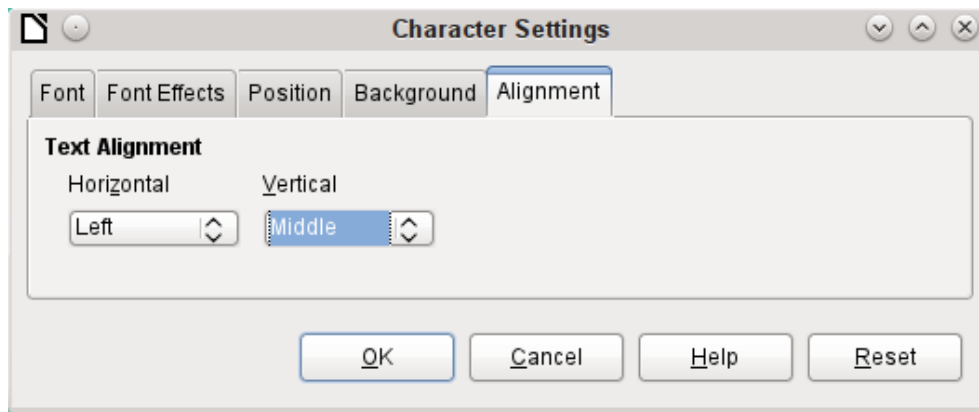 Character Settings
Font Font Effects Position Background Alignment
Text Alignment
Horizontal Vertical
Left Middle
OK Cancel Help Reset